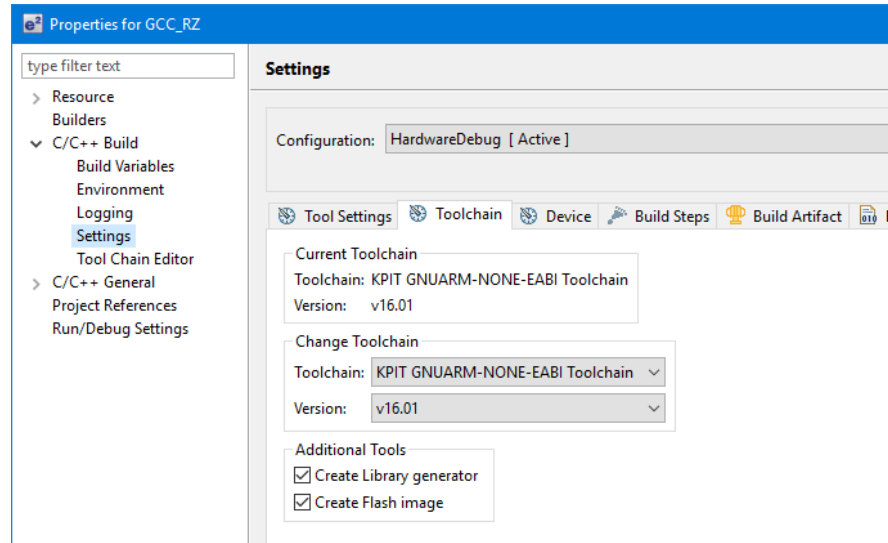 e² Properties for GCC_RZ
type filter text
Resource
Builders
C/C++ Build
Build Variables
Environment
Logging
Settings
Tool Chain Editor
C/C++ General
Project References
Run/Debug Settings
Settings
Configuration: HardwareDebug [ Active ]
Tool Settings Toolchain Device Build Steps Build Artifact
Current Toolchain
Toolchain: KPIT GNUARM-NONE-EABI Toolchain
Version: v16.01
Change Toolchain
Toolchain: KPIT GNUARM-NONE-EABI Toolchain
Version: v16.01
Additional Tools
Create Library generator
Create Flash image